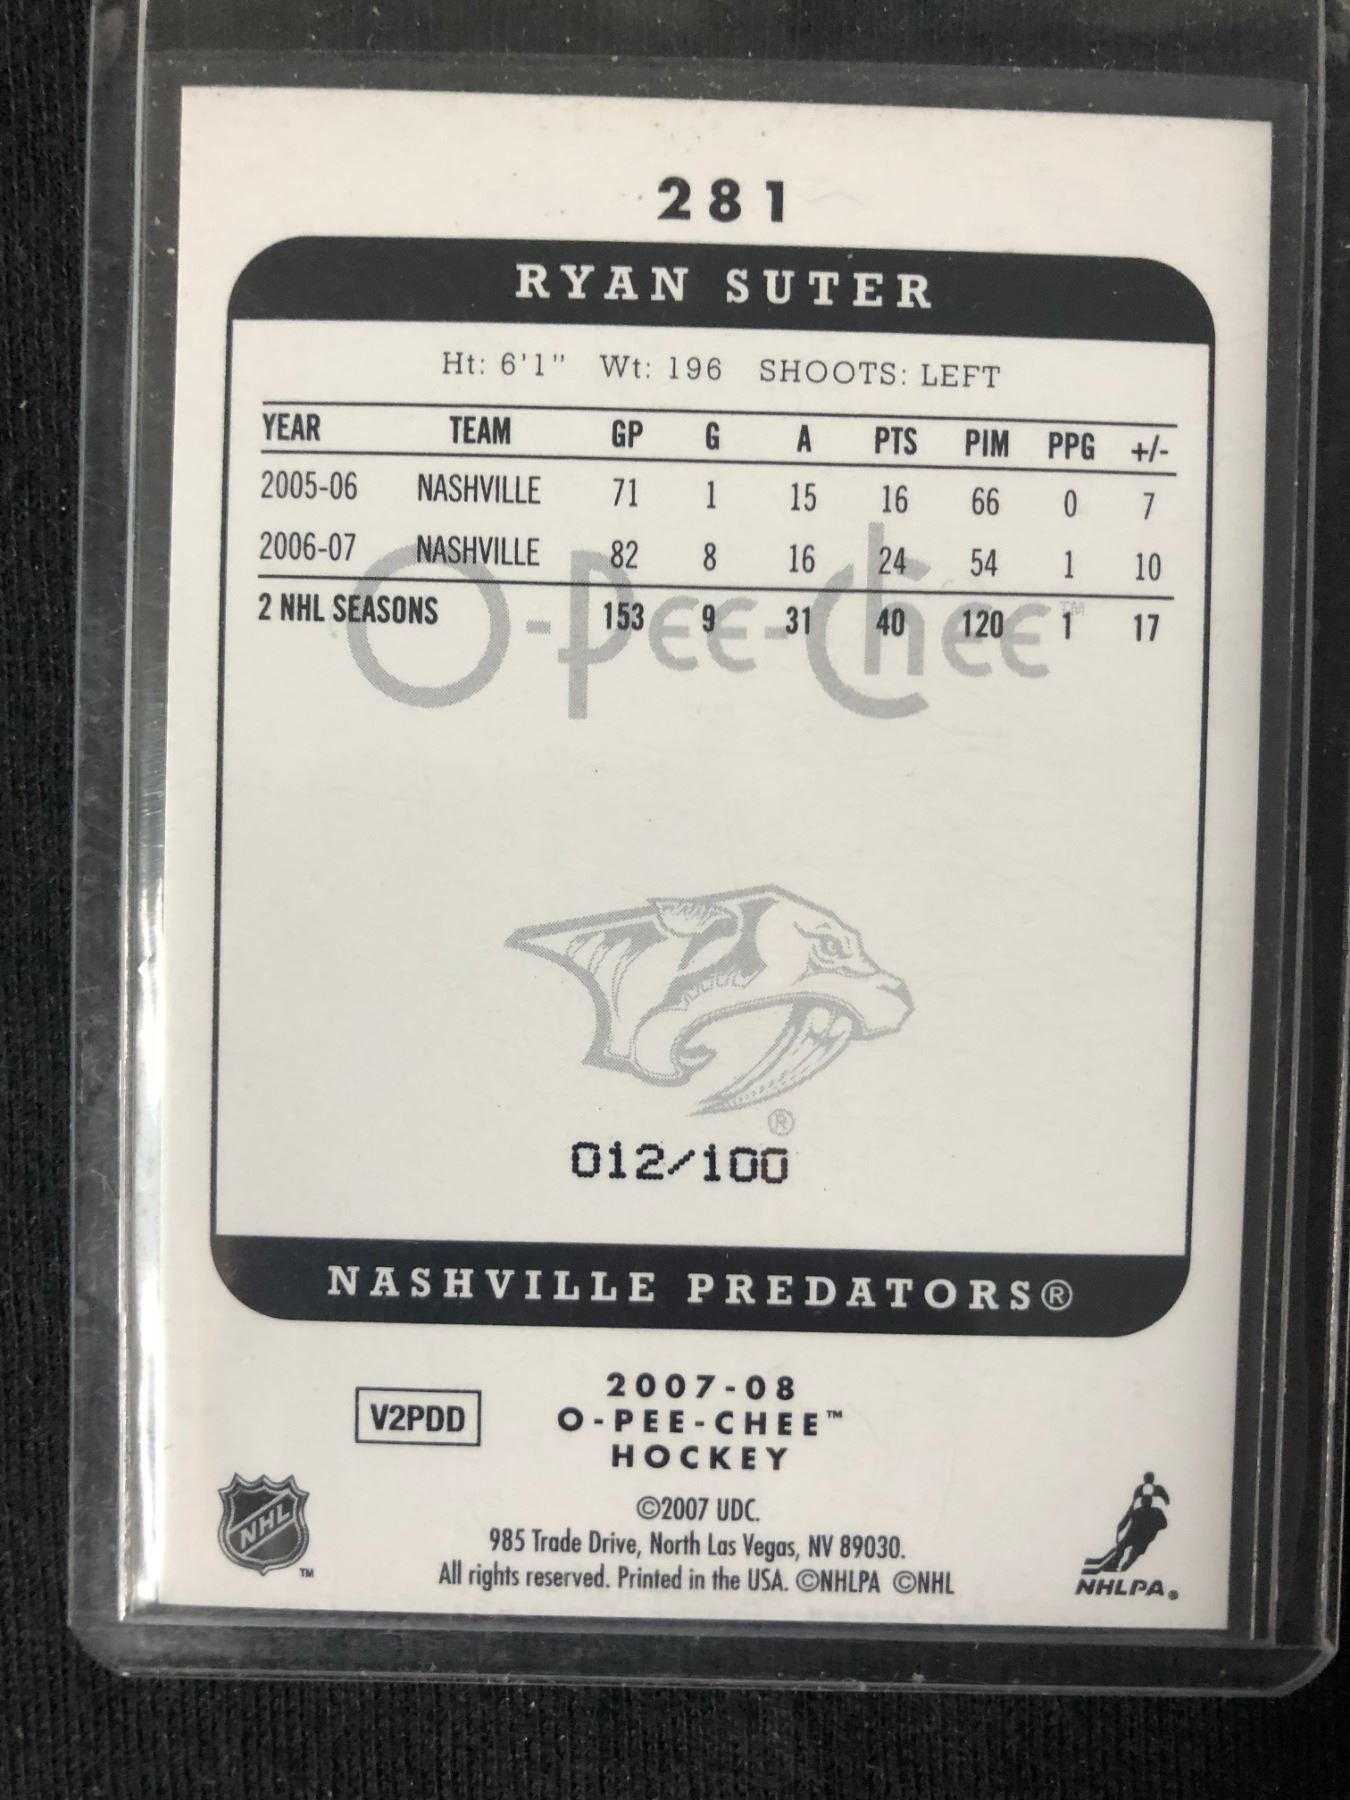 281
RYAN SUTER
Ht: 6'1" Wt: 196 SHOOTS: LEFT
YEAR TEAM GP G A PTS PIM PPG +/-
2005-06 NASHVILLE 71 1 15 16 66 0 7
2006-07 NASHVILLE 82 8 16 24 54 1 10
2 NHL SEASONS 153 9 31 40 120 1 17
O-Pee-Chee™
®
012/100
NASHVILLE PREDATORS®
2007-08
V2PDD O-PEE-CHEE™
HOCKEY
©2007 UDC.
985 Trade Drive, North Las Vegas, NV 89030.
All rights reserved. Printed in the USA. ©NHLPA ©NHL
NHL™
NHLPA®